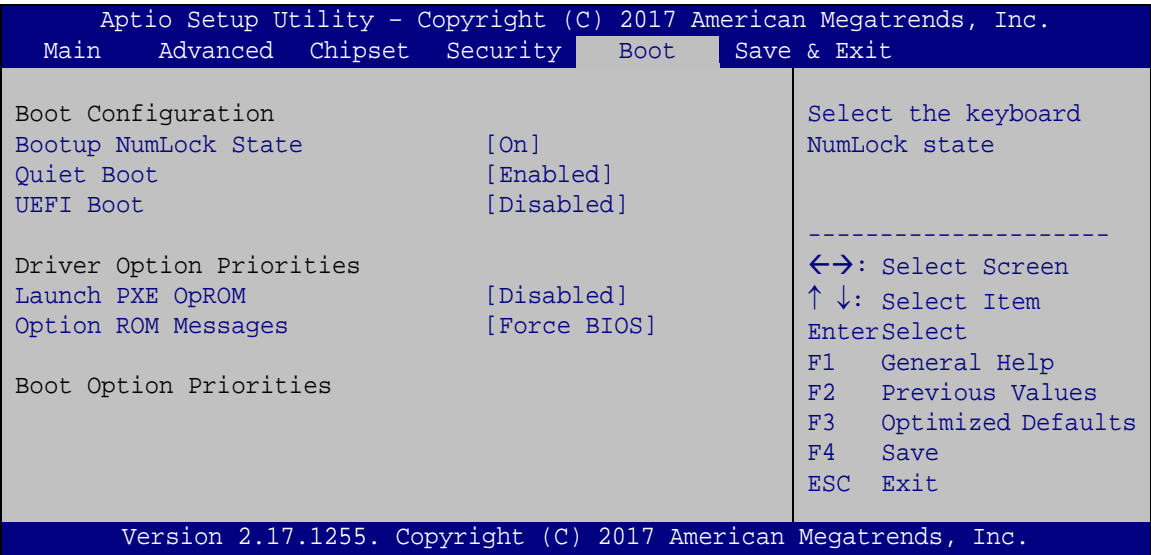 Aptio Setup Utility – Copyright (C) 2017 American Megatrends, Inc.
Main Advanced Chipset Security Boot Save & Exit
Boot Configuration
Bootup NumLock State [On]
Quiet Boot [Enabled]
UEFI Boot [Disabled]
Driver Option Priorities
Launch PXE OpROM [Disabled]
Option ROM Messages [Force BIOS]
Boot Option Priorities
Select the keyboard
NumLock state
---------------------
←→: Select Screen
↑ ↓: Select Item
EnterSelect
F1 General Help
F2 Previous Values
F3 Optimized Defaults
F4 Save
ESC Exit
Version 2.17.1255. Copyright (C) 2017 American Megatrends, Inc.